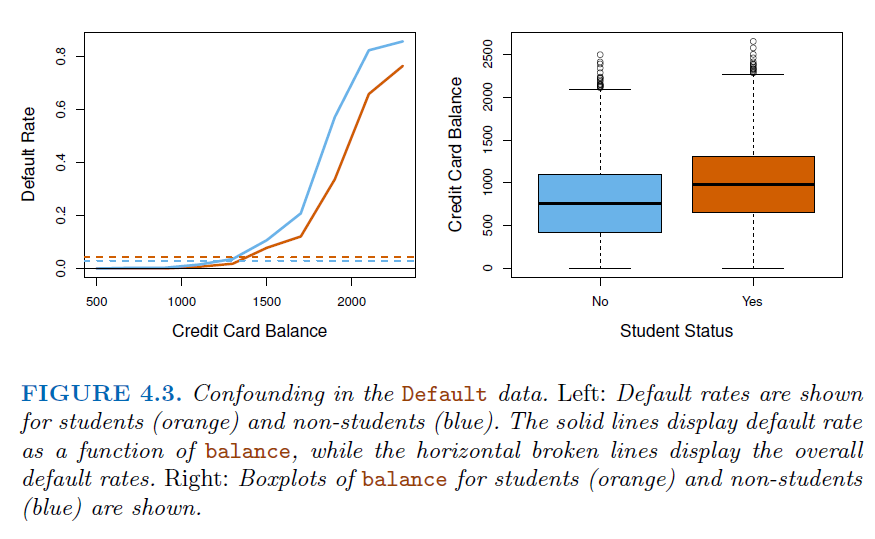 Default Rate
0.0
0.2
0.4
0.6
0.8
500
1000
1500
2000
Credit Card Balance
Credit Card Balance
0
500
1000
1500
2000
2500
No
Yes
Student Status
FIGURE 4.3. Confounding in the Default data. Left: Default rates are shown
for students (orange) and non-students (blue). The solid lines display default rate
as a function of balance, while the horizontal broken lines display the overall
default rates. Right: Boxplots of balance for students (orange) and non-students
(blue) are shown.